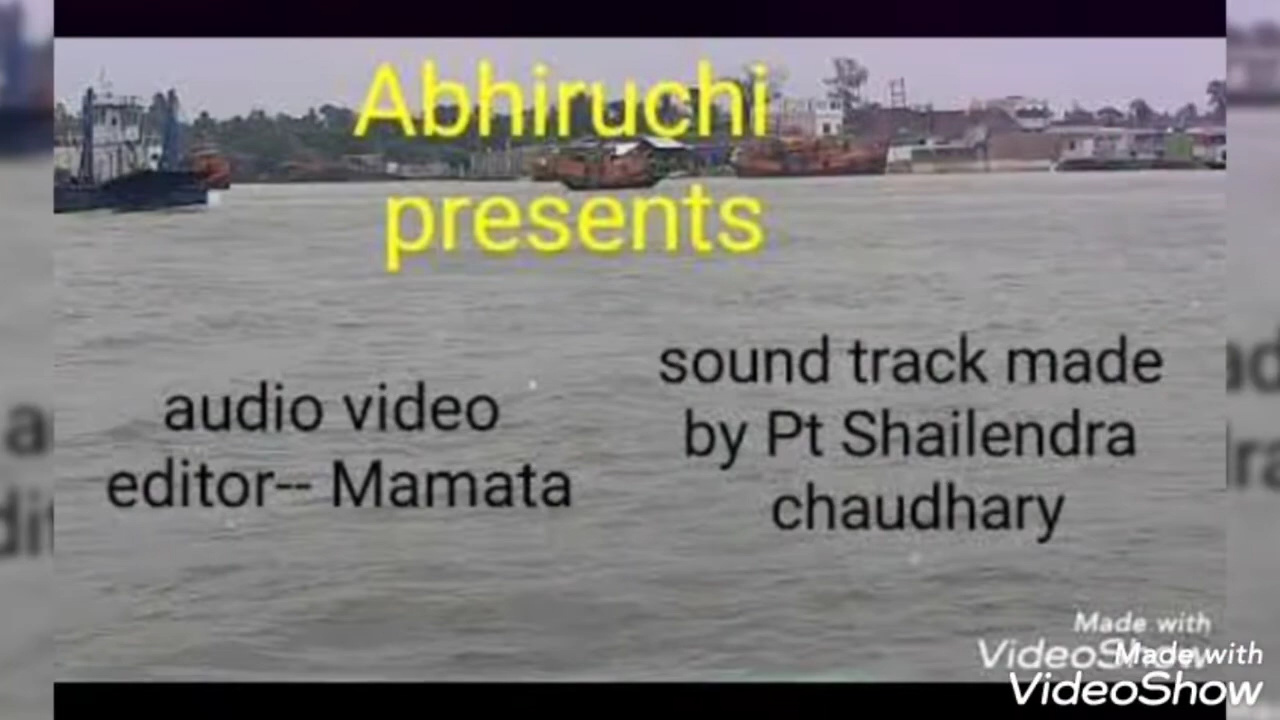 Abhiruchi
presents
audio video
editor-- Mamata
sound track made
by Pt Shailendra
chaudhary
Made with
VideoShow
Made with
VideoShow